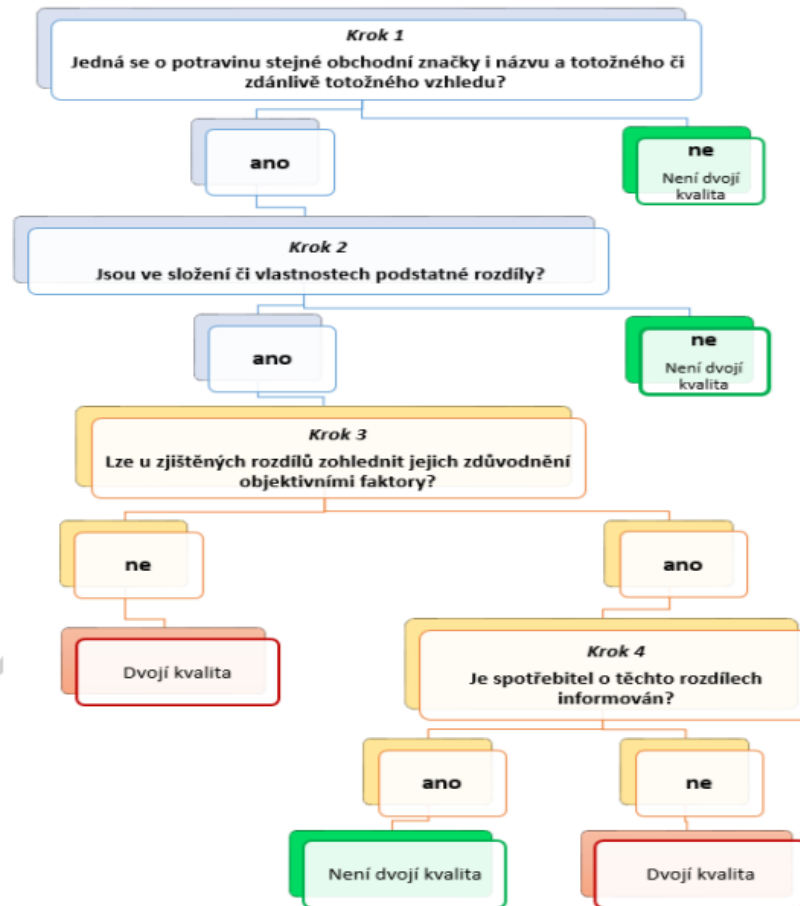 Krok 1
Jedná se o potravinu stejné obchodní značky i názvu a totožného či
zdánlivě totožného vzhledu?
ano
ne
Není dvojí
kvalita
Krok 2
Jsou ve složení či vlastnostech podstatné rozdíly?
ano
ne
Není dvojí
kvalita
Krok 3
Lze u zjištěných rozdílů zohlednit jejich zdůvodnění
objektivními faktory?
ne
ano
Dvojí kvalita
Krok 4
Je spotřebitel o těchto rozdílech
informován?
ano
ne
Není dvojí kvalita
Dvojí kvalita